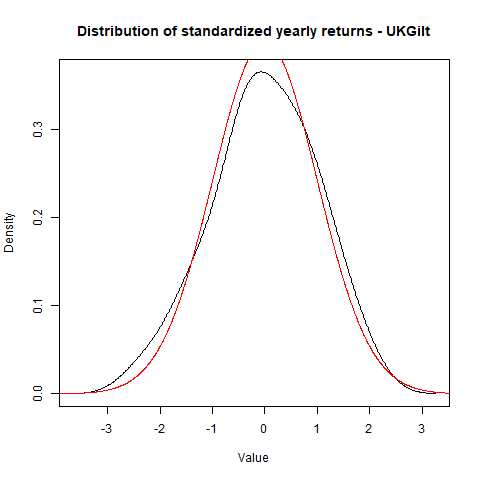 Distribution of standardized yearly returns - UKGilt
Density
0.3
0.2
0.1
0.0
-3 -2 -1 0 1 2 3
Value